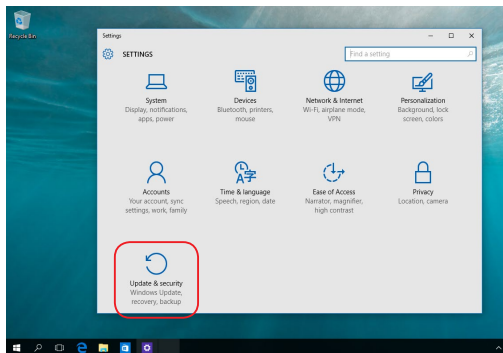 Recycle Bin
Settings
SETTINGS
Find a setting
System
Display, notifications,
apps, power
Devices
Bluetooth, printers,
mouse
Network & Internet
Wi-Fi, airplane mode,
VPN
Personalization
Background, lock
screen, colors
Accounts
Your account, sync
settings, work, family
Time & language
Speech, region, date
Ease of Access
Narrator, magnifier,
high contrast
Privacy
Location, camera
Update & security
Windows Update,
recovery, backup